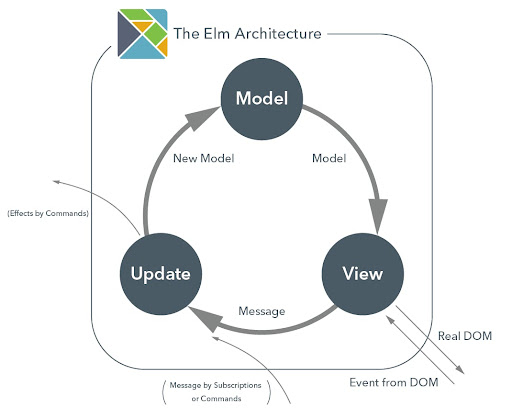 The Elm Architecture
Model
New Model
Model
(Effects by Commands)
Update
View
Message
Real DOM
Event from DOM
(Message by Subscriptions
or Commands)